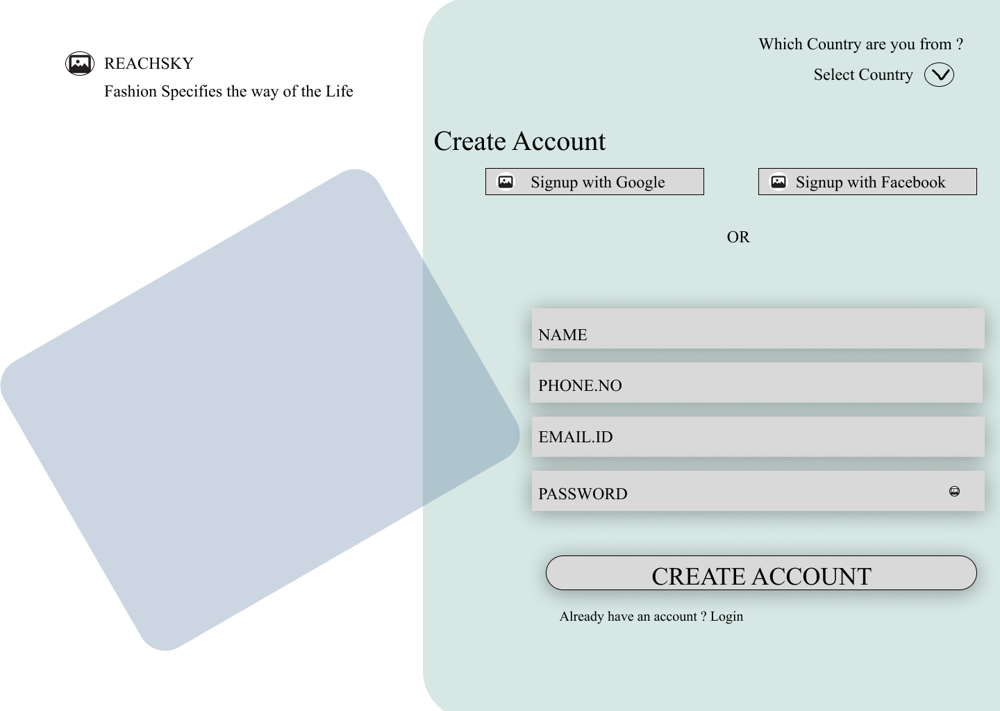 REACHSKY
Fashion Specifies the way of the Life
Which Country are you from ?
Select Country
Create Account
Signup with Google
Signup with Facebook
OR
NAME
PHONE.NO
EMAIL.ID
PASSWORD
CREATE ACCOUNT
Already have an account ? Login